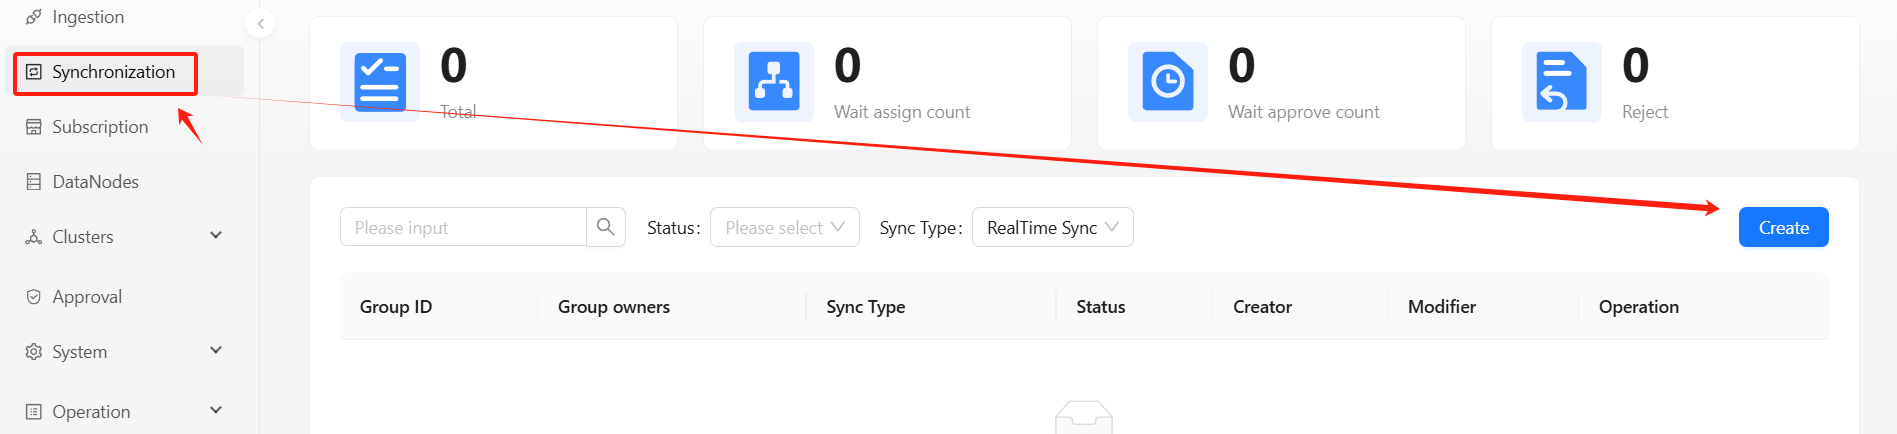 Ingestion
Synchronization
Subscription
DataNodes
Clusters
Approval
System
Operation
0
Total
0
Wait assign count
0
Wait approve count
0
Reject
Please input
Status:
Please select
Sync Type:
RealTime Sync
Create
Group ID
Group owners
Sync Type
Status
Creator
Modifier
Operation